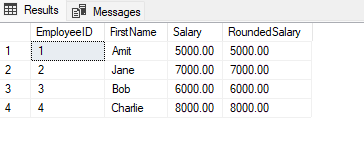 Results Messages
EmployeeID FirstName Salary RoundedSalary
1 1 Amit 5000.00 5000.00
2 2 Jane 7000.00 7000.00
3 3 Bob 6000.00 6000.00
4 4 Charlie 8000.00 8000.00